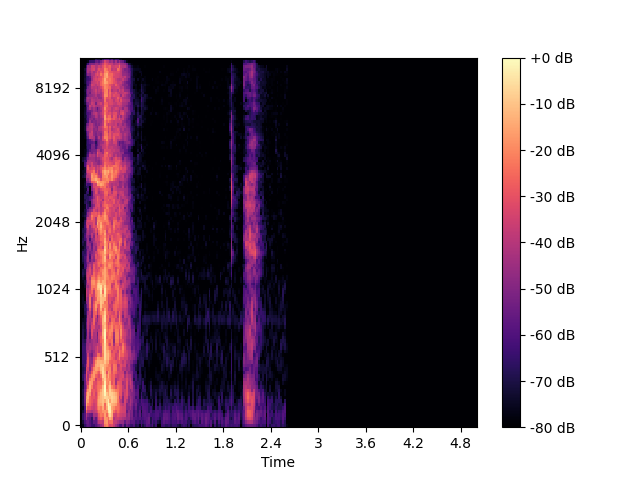 8192
4096
2048
1024
512
0
Hz
0 0.6 1.2 1.8 2.4 3 3.6 4.2 4.8
Time
+0 dB
-10 dB
-20 dB
-30 dB
-40 dB
-50 dB
-60 dB
-70 dB
-80 dB